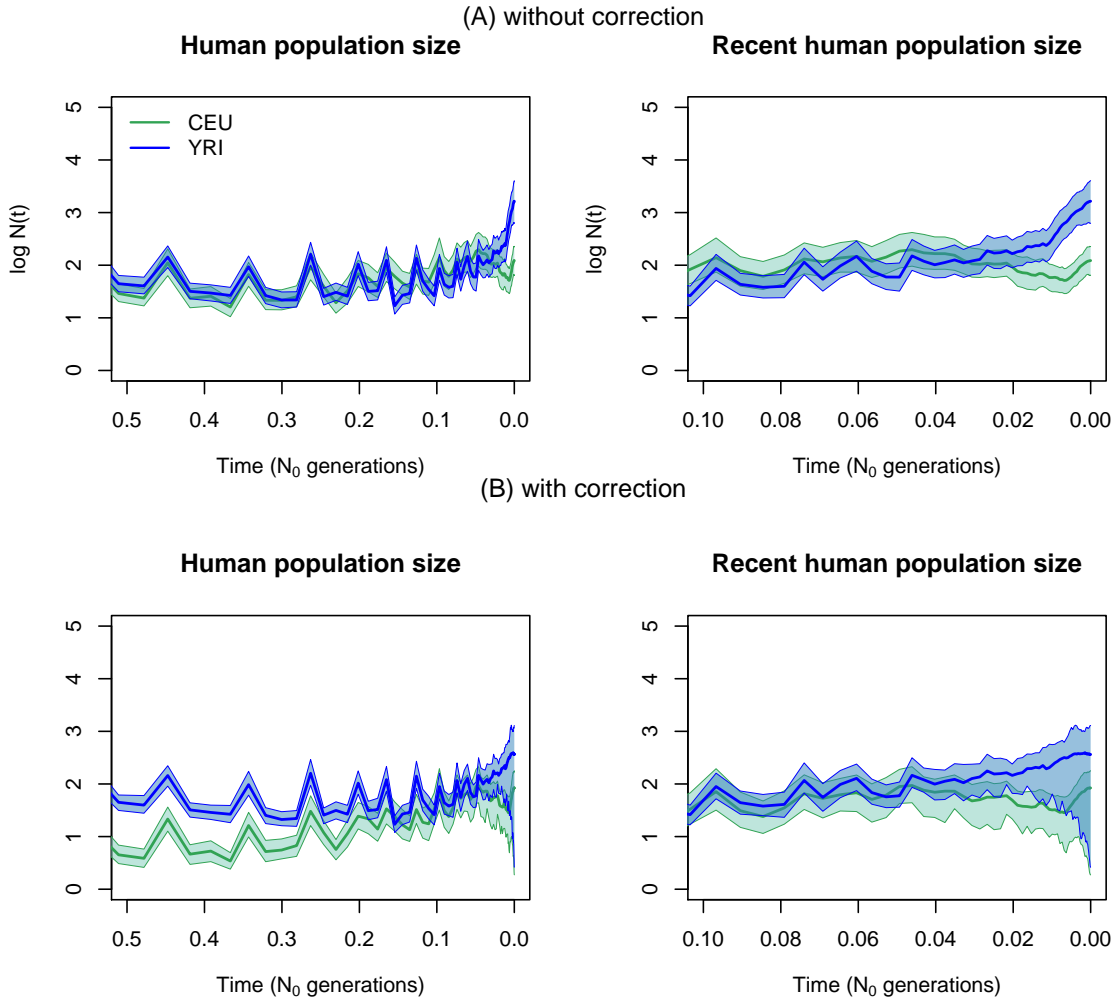 (A) without correction
Human population size
Recent human population size
log N(t)
0 1 2 3 4 5
CEU
YRI
0.5 0.4 0.3 0.2 0.1 0.0
Time (N₀ generations)
log N(t)
0 1 2 3 4 5
0.10 0.08 0.06 0.04 0.02 0.00
Time (N₀ generations)
(B) with correction
Human population size
Recent human population size
0 1 2 3 4 5
0.5 0.4 0.3 0.2 0.1 0.0
Time (N₀ generations)
0 1 2 3 4 5
0.10 0.08 0.06 0.04 0.02 0.00
Time (N₀ generations)